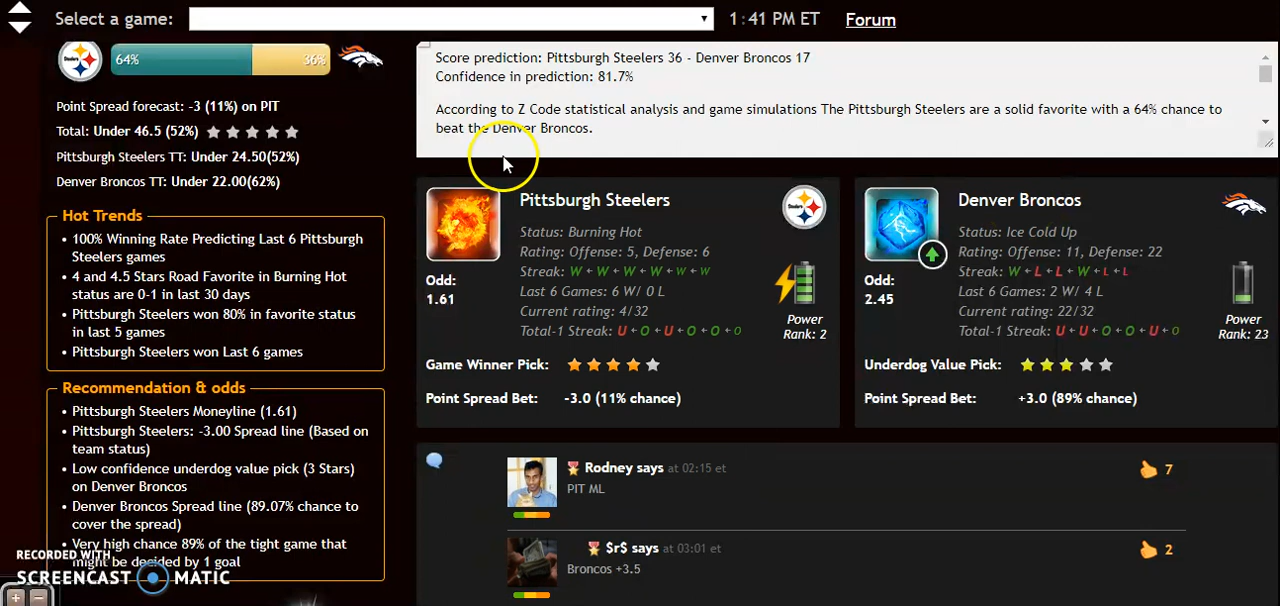 Select a game:
1:41 PM ET
Forum
Steelers
64%
36%
Point Spread forecast: -3 (11%) on PIT
Total: Under 46.5 (52%)
Pittsburgh Steelers TT: Under 24.50(52%)
Denver Broncos TT: Under 22.00(62%)
Hot Trends
• 100% Winning Rate Predicting Last 6 Pittsburgh
Steelers games
• 4 and 4.5 Stars Road Favorite in Burning Hot
status are 0-1 in last 30 days
• Pittsburgh Steelers won 80% in favorite status
in last 5 games
• Pittsburgh Steelers won Last 6 games
Recommendation & odds
• Pittsburgh Steelers Moneyline (1.61)
• Pittsburgh Steelers: -3.00 Spread line (Based on
team status)
• Low confidence underdog value pick (3 Stars)
on Denver Broncos
• Denver Broncos Spread line (89.07% chance to
cover the spread)
• Very high chance 89% of the tight game that
might be decided by 1 goal
RECORDED WITH
SCREENCAST MATIC
Score prediction: Pittsburgh Steelers 36 - Denver Broncos 17
Confidence in prediction: 81.7%
According to Z Code statistical analysis and game simulations The Pittsburgh Steelers are a solid favorite with a 64% chance to
beat the Denver Broncos.
Pittsburgh Steelers
Steelers
Status: Burning Hot
Rating: Offense: 5, Defense: 6
Streak: W ← W ← W ← W ← W ← W
Odd:
1.61
Last 6 Games: 6 W/ 0 L
Current rating: 4/32
Total-1 Streak: U ← O ← U ← O ← O ← O
Power
Rank: 2
Game Winner Pick:
Point Spread Bet: -3.0 (11% chance)
Denver Broncos
Status: Ice Cold Up
Rating: Offense: 11, Defense: 22
Streak: W ← L ← L ← W ← L ← L
Odd:
2.45
Last 6 Games: 2 W/ 4 L
Current rating: 22/32
Total-1 Streak: U ← U ← O ← O ← U ← O
Power
Rank: 23
Underdog Value Pick:
Point Spread Bet: +3.0 (89% chance)
Rodney says at 02:15 et
7
PIT ML
$r$ says at 03:01 et
2
Broncos +3.5